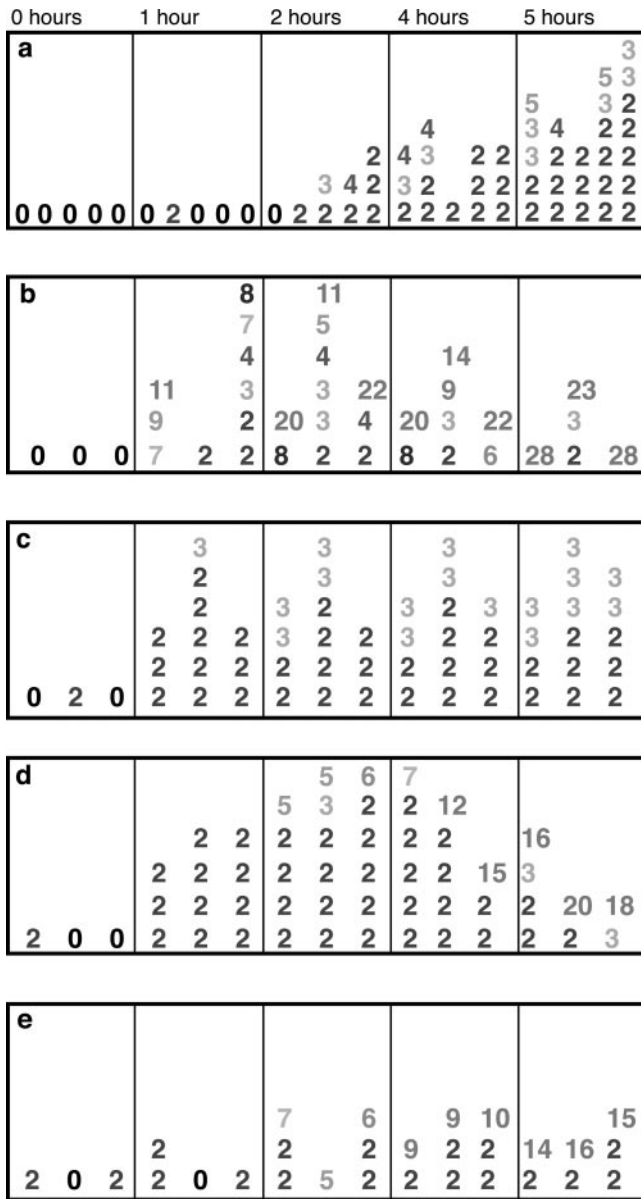 0 hours 1 hour 2 hours 4 hours 5 hours
a
3
5 3
5 3 2
4 3 4 2 2
2 4 3 2 2 3 2 2 2 2
3 4 2 3 2 2 2 2 2 2 2 2
0 0 0 0 0 0 2 0 0 0 0 2 2 2 2 2 2 2 2 2 2 2 2 2 2
b
8 11
7 5
4 4 14
11 3 3 22 9 23
9 2 20 3 4 20 3 22 3
0 0 0 7 2 2 8 2 2 8 2 6 28 2 28
c
3 3 3 3
2 3 3 3
2 3 2 3 2 3 3 3 3
2 2 2 3 2 2 3 2 2 3 2 2
2 2 2 2 2 2 2 2 2 2 2 2
0 2 0 2 2 2 2 2 2 2 2 2 2 2 2
d
5 6 7
5 3 2 2 12
2 2 2 2 2 2 2 16
2 2 2 2 2 2 2 2 15 3
2 2 2 2 2 2 2 2 2 2 20 18
2 0 0 2 2 2 2 2 2 2 2 2 2 2 3
e
7 6 9 10 15
2 2 2 9 2 2 14 16 2
2 0 2 2 0 2 2 5 2 2 2 2 2 2 2